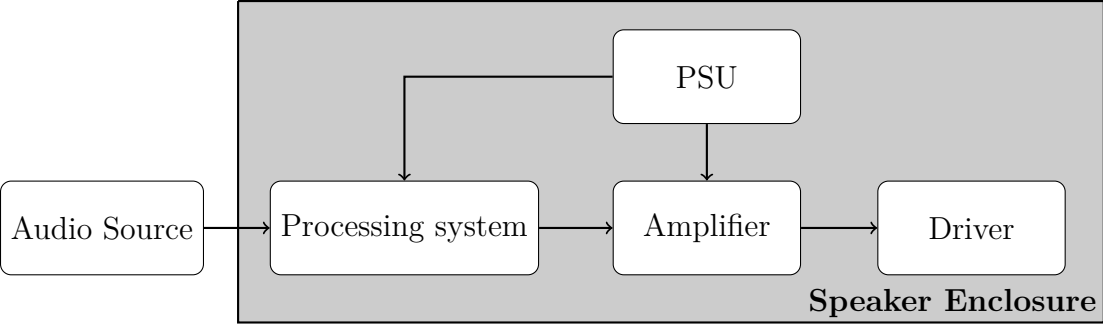 PSU
Audio Source
Processing system
Amplifier
Driver
Speaker Enclosure